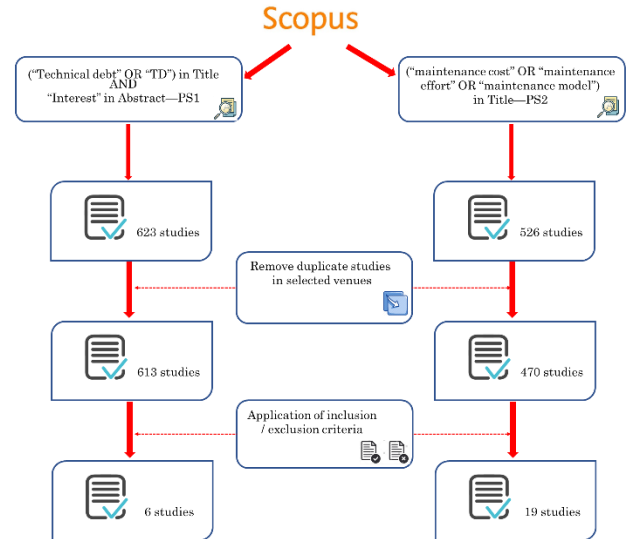 Scopus
("Technical debt" OR "TD") in Title
AND
"Interest" in Abstract—PS1
("maintenance cost" OR "maintenance
effort" OR "maintenance model")
in Title—PS2
623 studies
526 studies
Remove duplicate studies
in selected venues
613 studies
470 studies
Application of inclusion
/ exclusion criteria
6 studies
19 studies